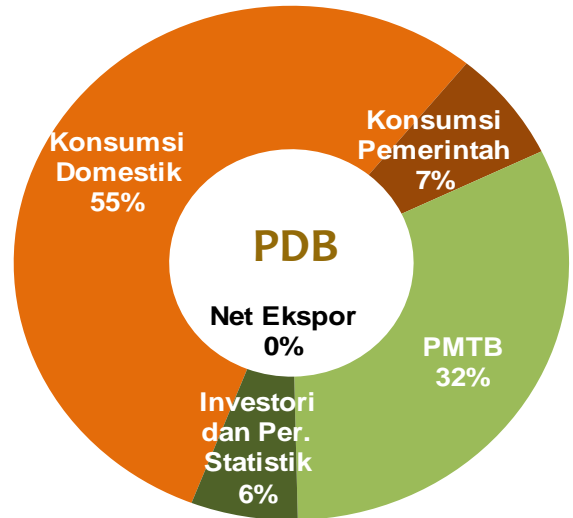 Konsumsi
Domestik
55%
Konsumsi
Pemerintah
7%
PDB
Net Ekspor
0%
PMTB
32%
Investori
dan Per.
Statistik
6%